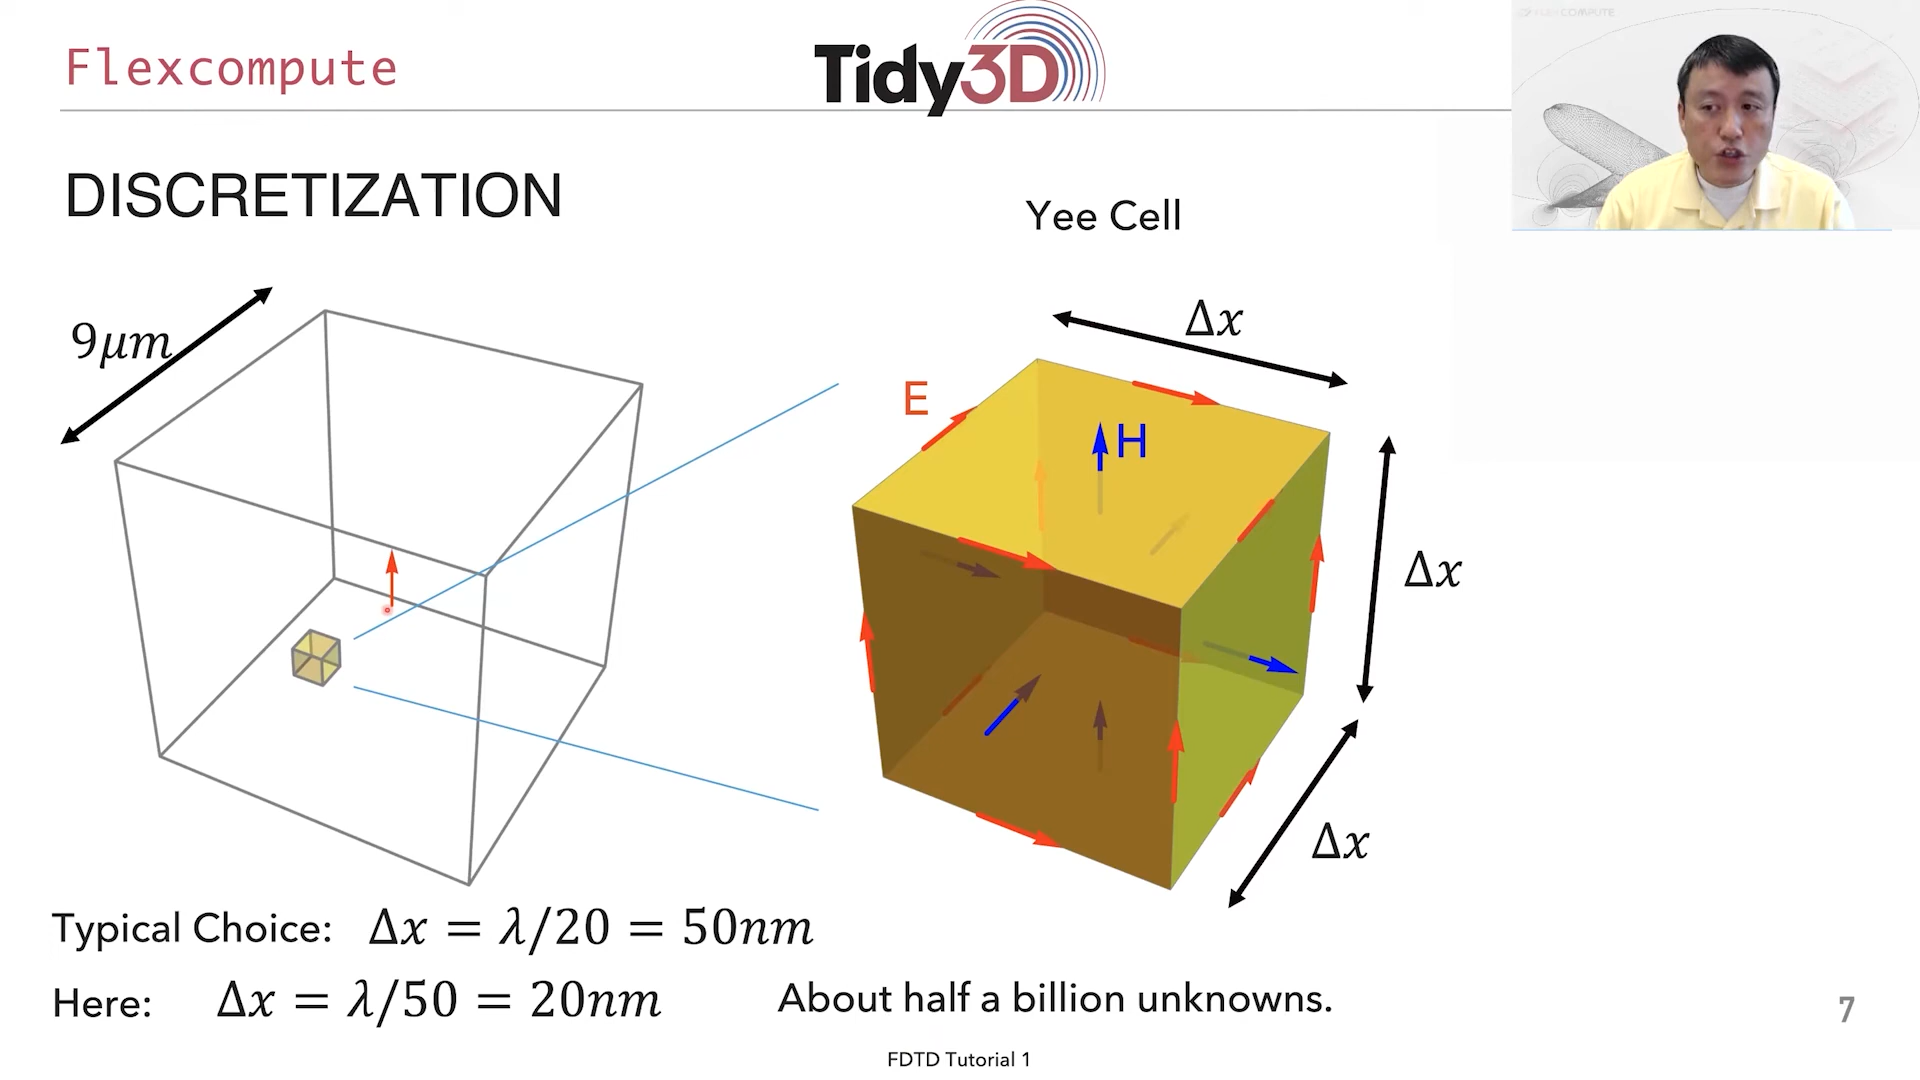 Flexcompute
Tidy3D
FLEXCOMPUTE
DISCRETIZATION
Yee Cell
9μm
Δx
E
H
Δx
Δx
Typical Choice: Δx = λ/20 = 50nm
Here: Δx = λ/50 = 20nm
About half a billion unknowns.
7
FDTD Tutorial 1